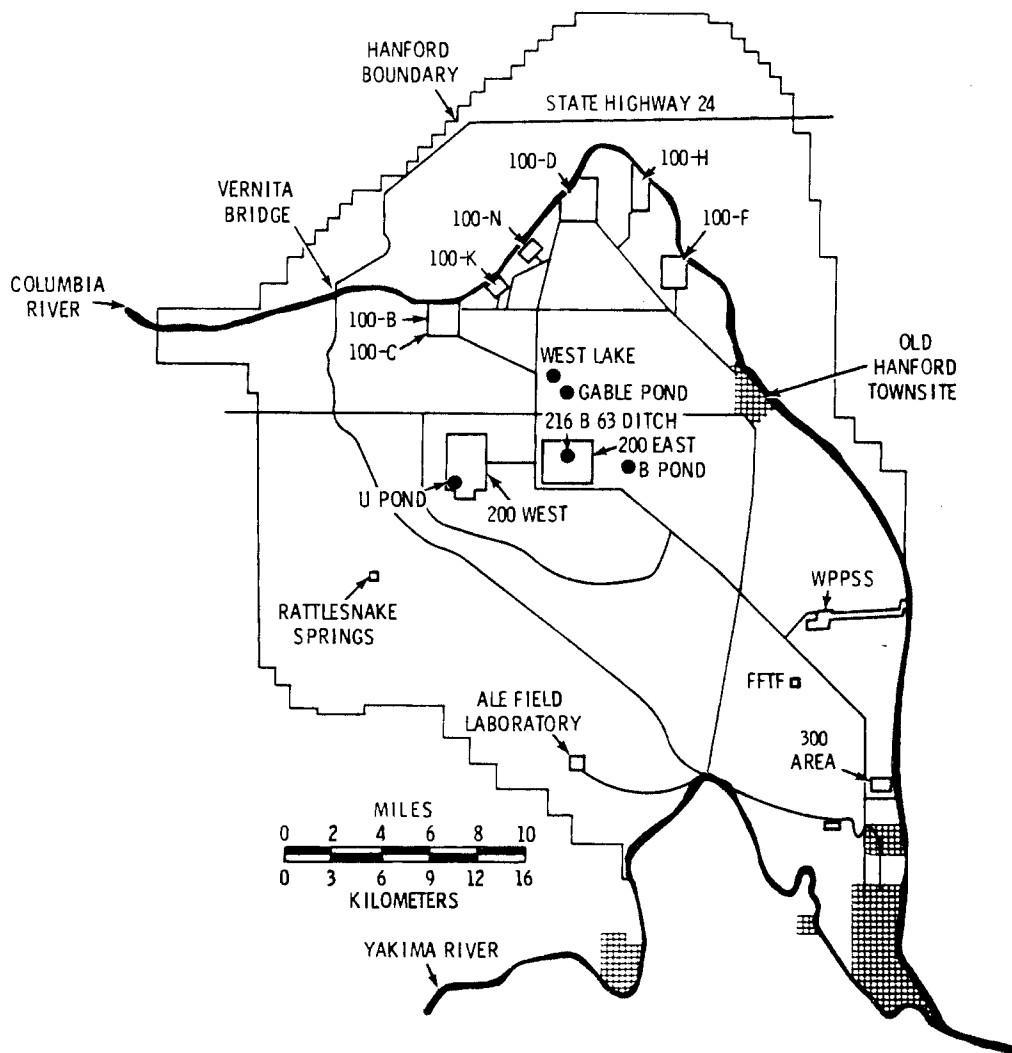 HANFORD
BOUNDARY
STATE HIGHWAY 24
100-D
100-H
VERNITA
BRIDGE
100-N
100-F
100-K
COLUMBIA
RIVER
100-B
100-C
OLD
HANFORD
TOWNSITE
WEST LAKE
GABLE POND
216 B 63 DITCH
200 EAST
B POND
U POND
200 WEST
RATTLESNAKE
SPRINGS
WPPSS
FFTF
ALE FIELD
LABORATORY
300
AREA
MILES
0 2 4 6 8 10
0 3 6 9 12 16
KILOMETERS
YAKIMA RIVER